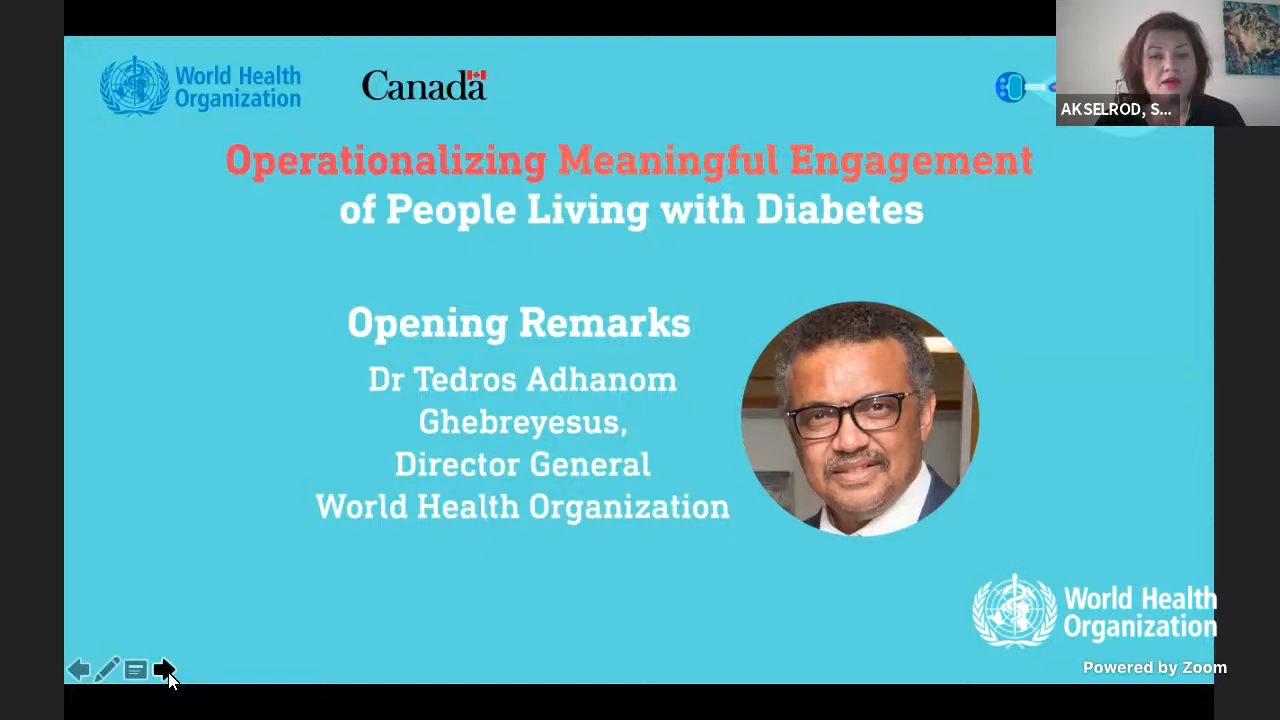 World Health
Organization
Canada
AKSELROD, S...
Operationalizing Meaningful Engagement
of People Living with Diabetes
Opening Remarks
Dr Tedros Adhanom
Ghebreyesus,
Director General
World Health Organization
World Health
Organization
Powered by Zoom